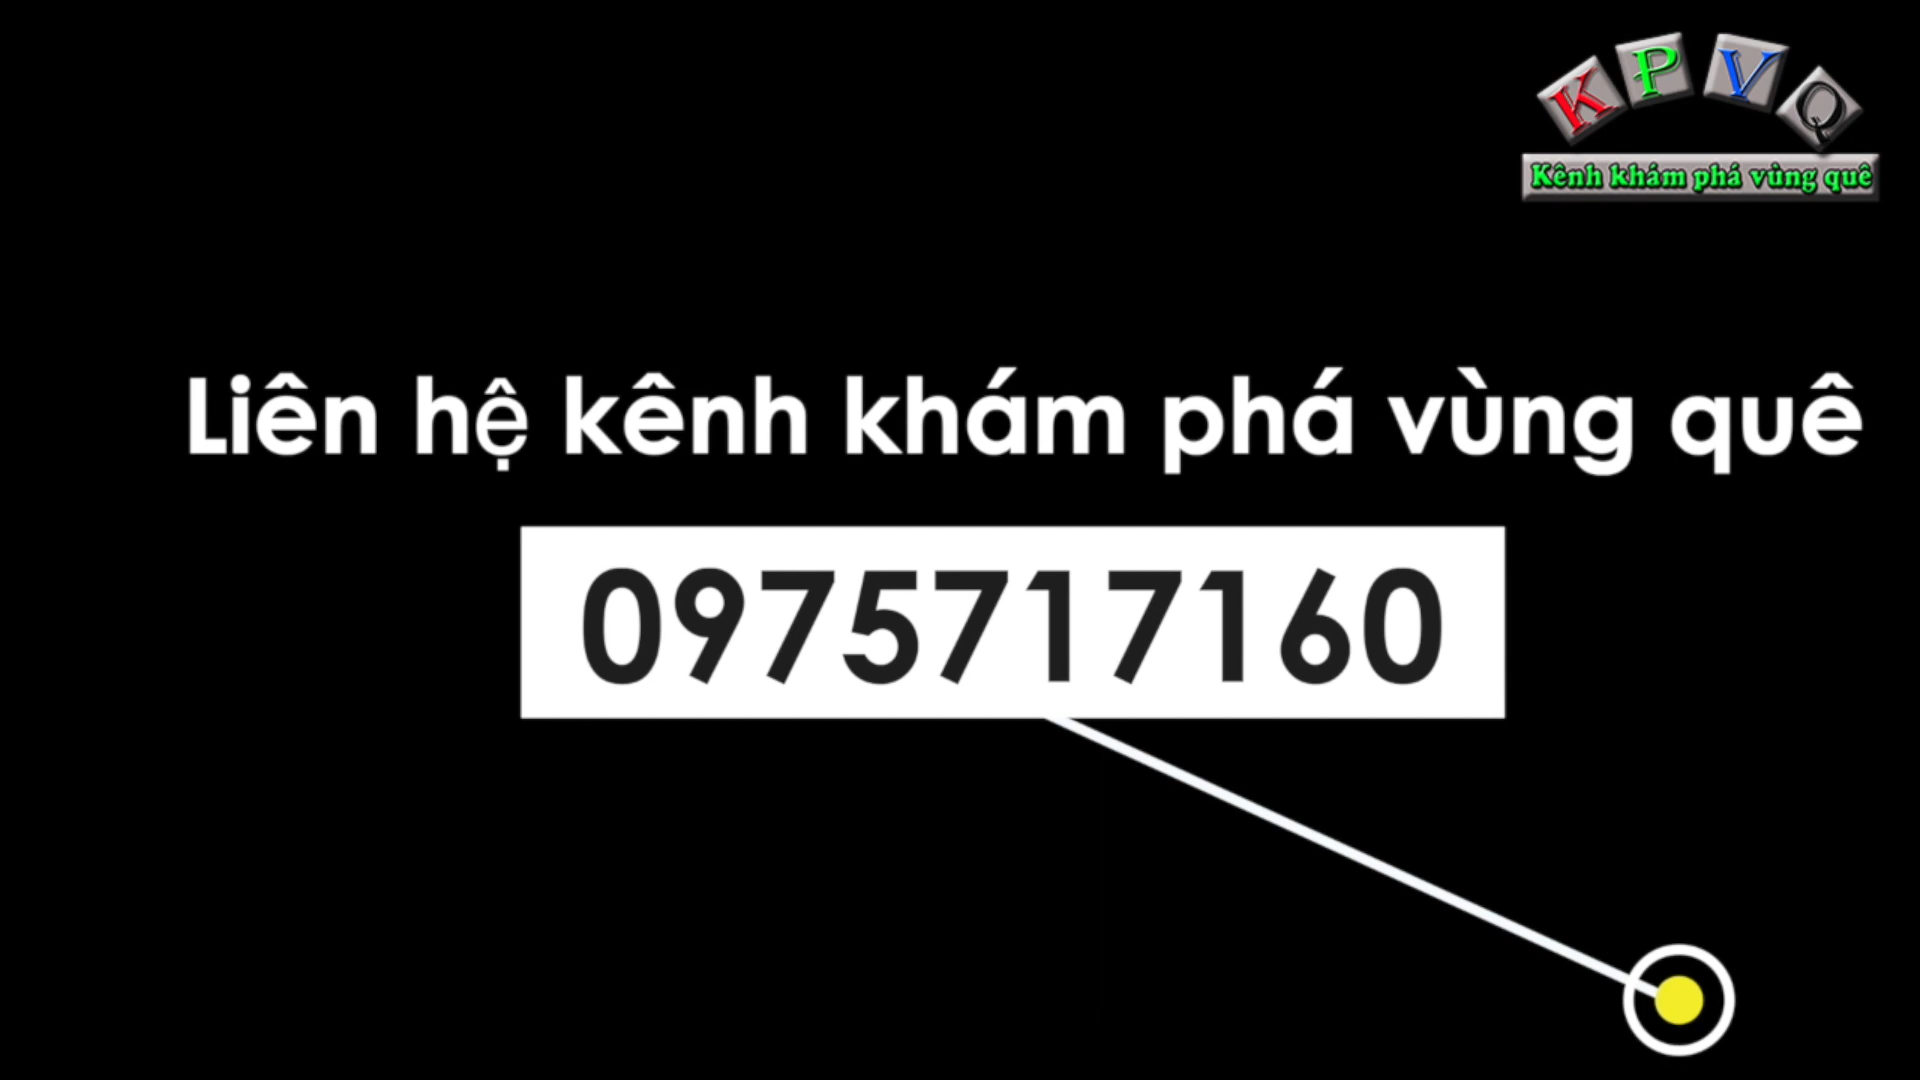 KPVQ
Kênh khám phá vùng quê
Liên hệ kênh khám phá vùng quê
0975717160